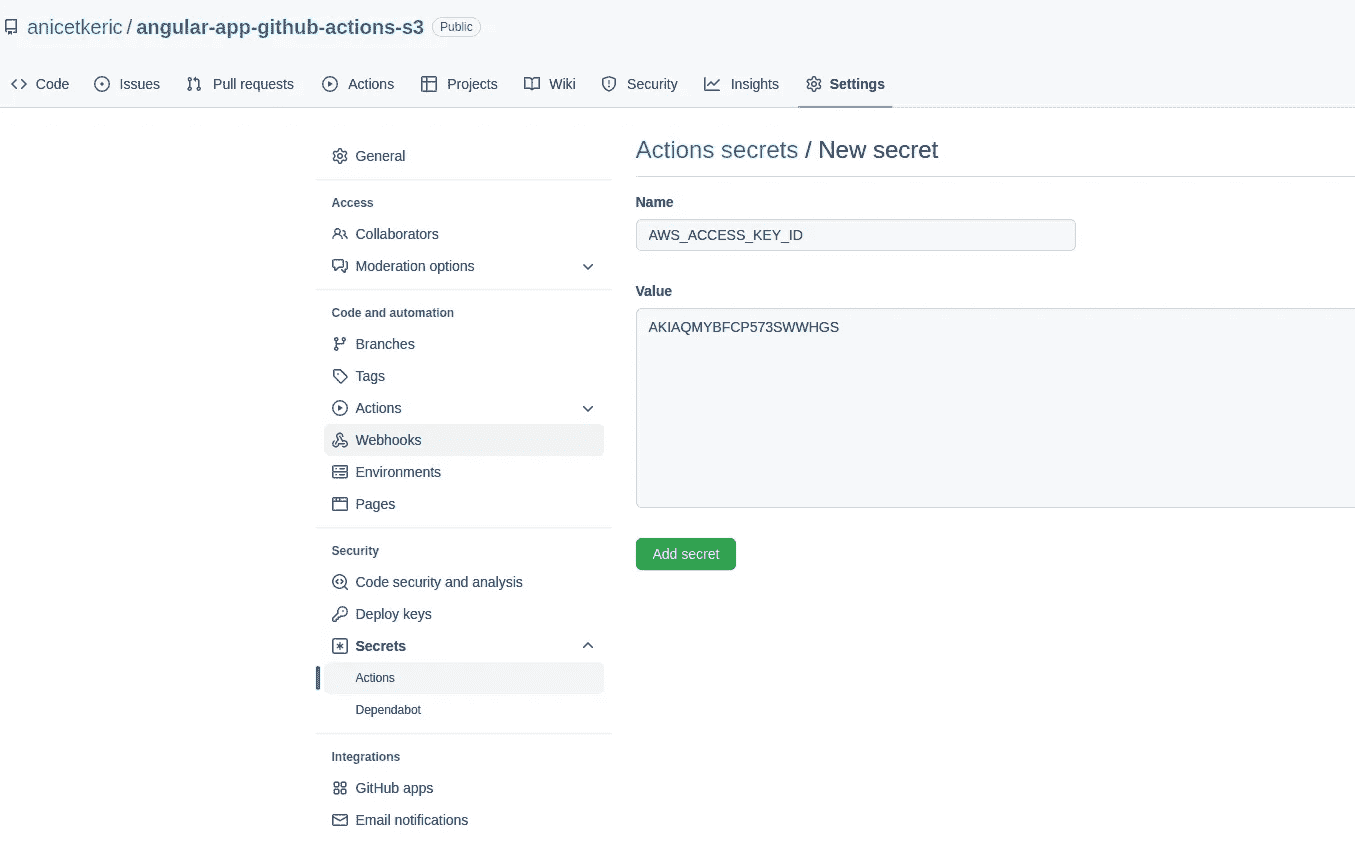 anicetkeric / angular-app-github-actions-s3 Public
Code Issues Pull requests Actions Projects Wiki Security Insights Settings
General
Access
Collaborators
Moderation options
Code and automation
Branches
Tags
Actions
Webhooks
Environments
Pages
Security
Code security and analysis
Deploy keys
Secrets
Actions
Dependabot
Integrations
GitHub apps
Email notifications
Actions secrets / New secret
Name
AWS_ACCESS_KEY_ID
Value
AKIAQMYBFCP573SWWHGS
Add secret